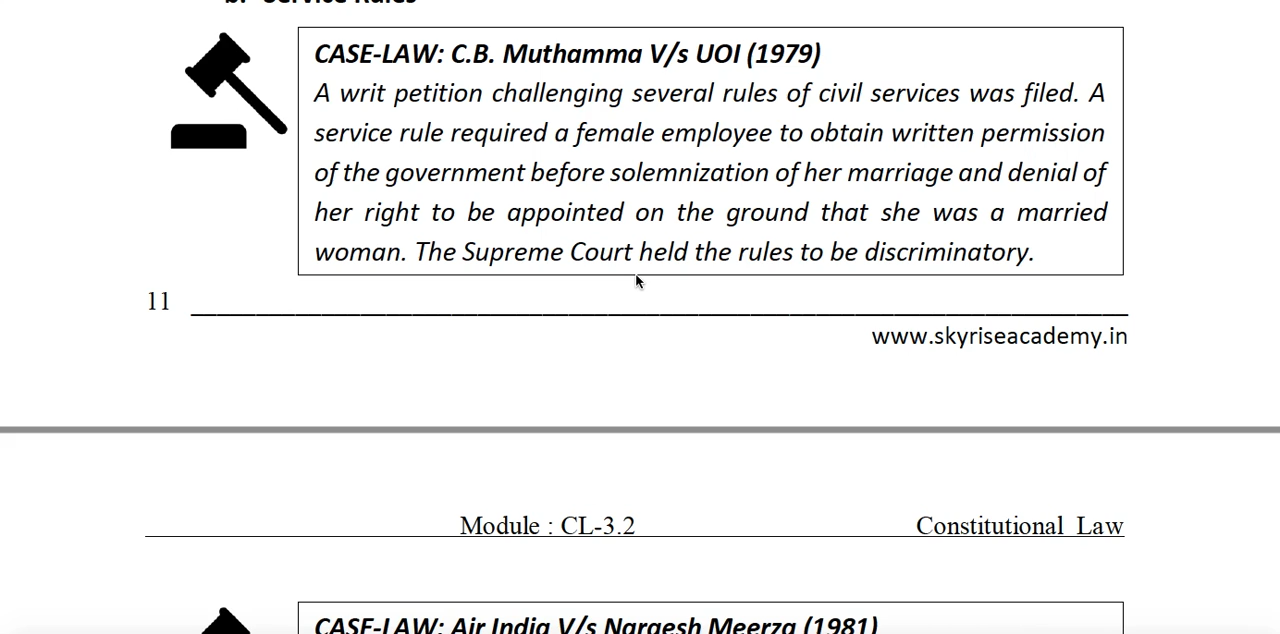 b. Service Rules
CASE-LAW: C.B. Muthamma V/s UOI (1979)
A writ petition challenging several rules of civil services was filed. A
service rule required a female employee to obtain written permission
of the government before solemnization of her marriage and denial of
her right to be appointed on the ground that she was a married
woman. The Supreme Court held the rules to be discriminatory.
11
www.skyriseacademy.in
Module : CL-3.2 Constitutional Law
CASE-LAW: Air India V/s Nargesh Meerza (1981)